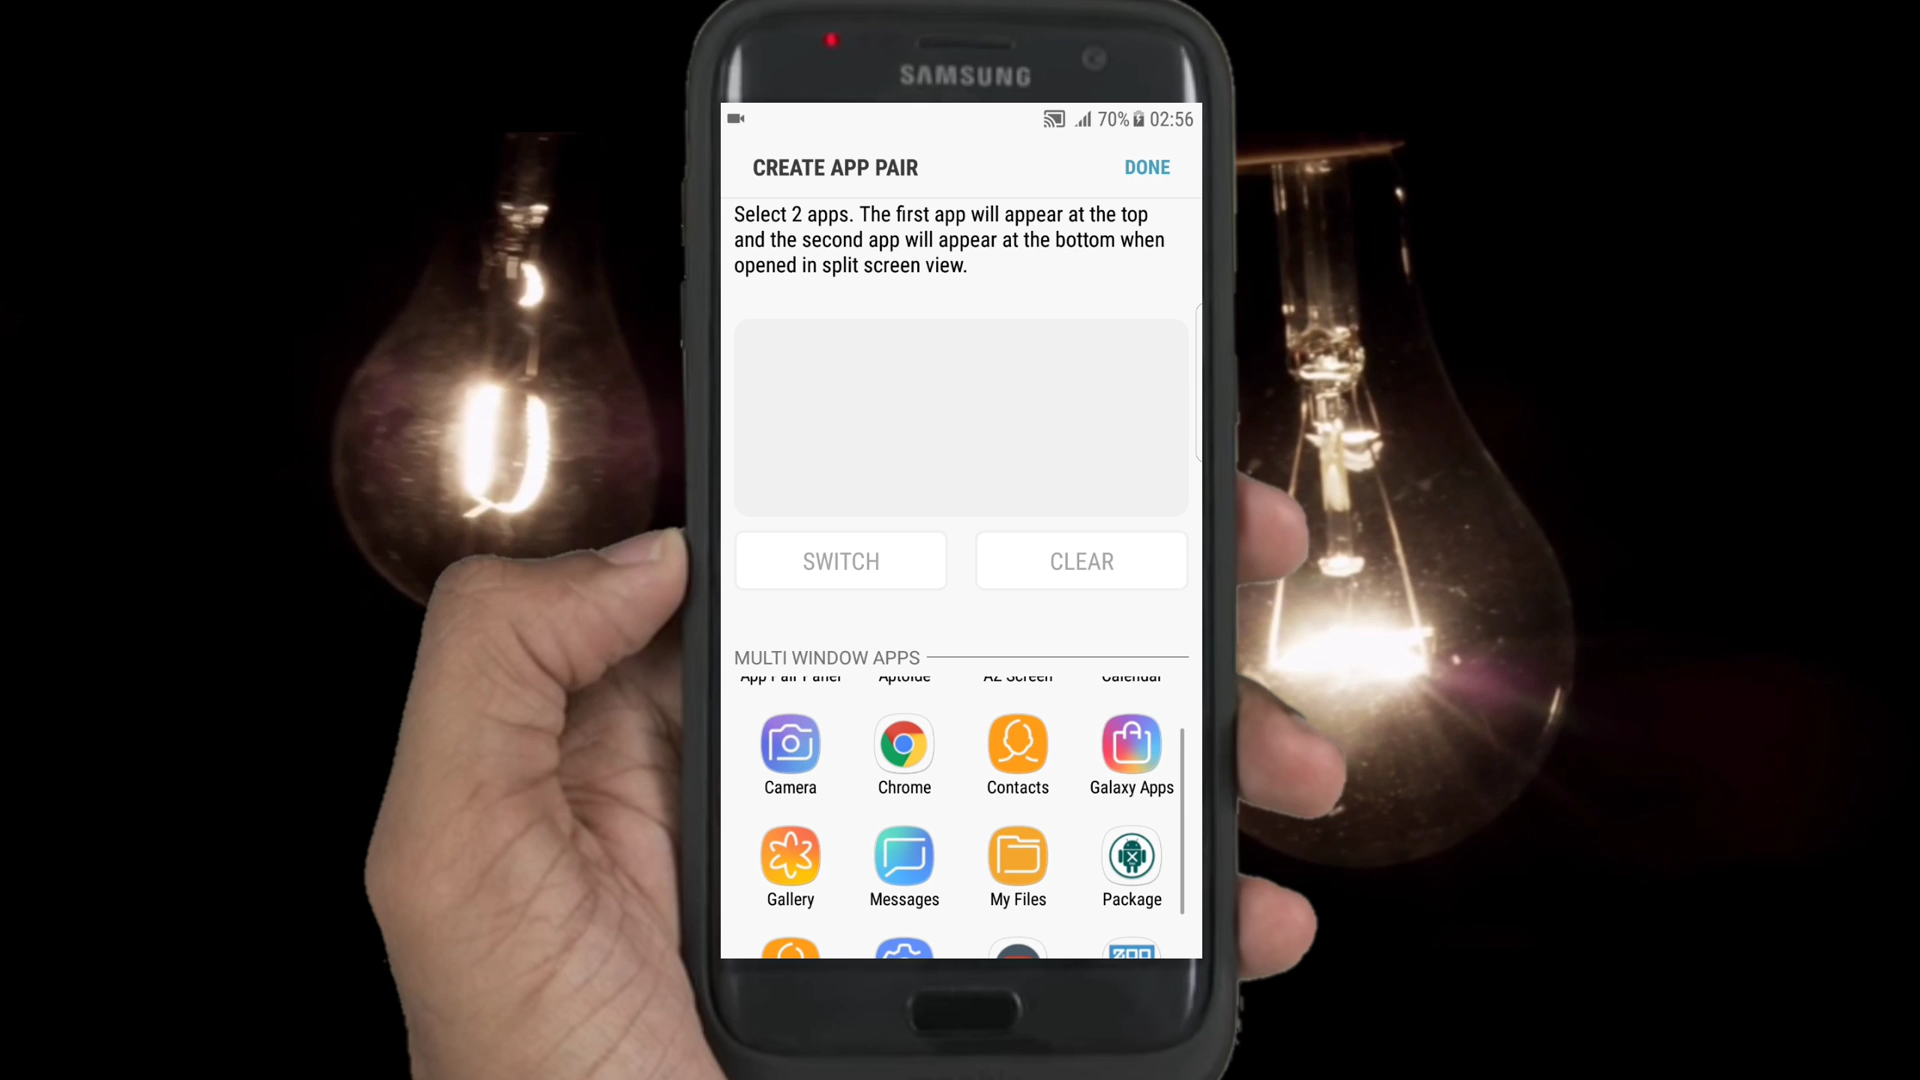 SAMSUNG
70% 02:56
CREATE APP PAIR DONE
Select 2 apps. The first app will appear at the top
and the second app will appear at the bottom when
opened in split screen view.
SWITCH CLEAR
MULTI WINDOW APPS
App Pair Panel Aptoide AZ Screen Calendar
Camera Chrome Contacts Galaxy Apps
Gallery Messages My Files Package